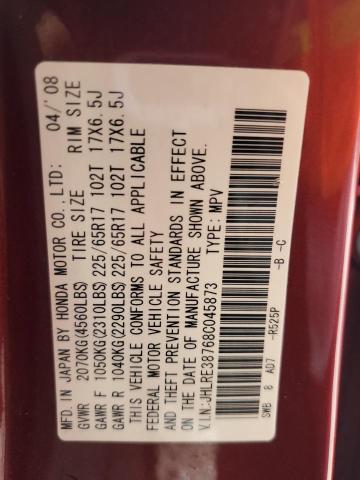 MFD. IN JAPAN BY HONDA MOTOR CO., LTD: 04/'08
GVWR 2070KG(4560LBS) TIRE SIZE RIM SIZE
GAWR F 1050KG(2310LBS) 225/65R17 102T 17X6.5J
GAWR R 1040KG(2290LBS) 225/65R17 102T 17X6.5J
THIS VEHICLE CONFORMS TO ALL APPLICABLE
FEDERAL MOTOR VEHICLE SAFETY
AND THEFT PREVENTION STANDARDS IN EFFECT
ON THE DATE OF MANUFACTURE SHOWN ABOVE.
V.IN:JHLRE38768C045873 TYPE: MPV
SWB 8 AD7 -R525P -B -C